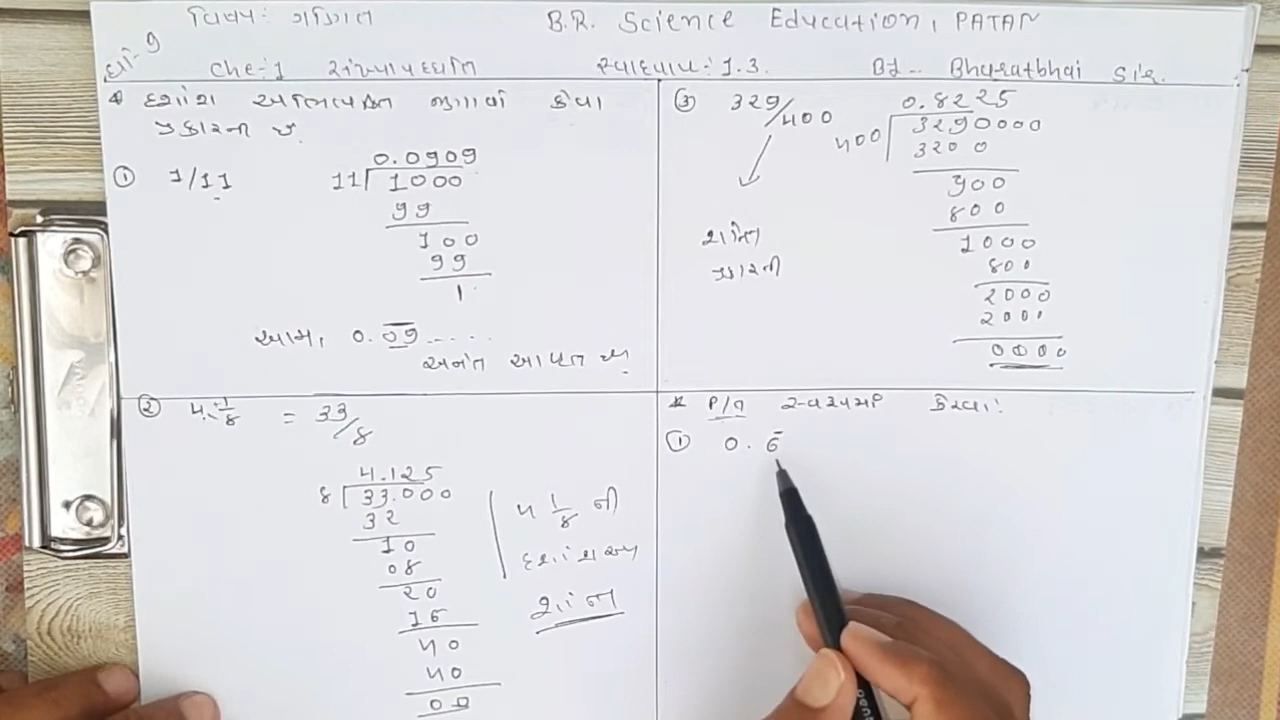 વિષય: ગણિત B.R. Science Education, PATAN
ધો-9 Che:-1 સંખ્યા પદ્ધતિ સ્વાધ્યાય: 1.3. By.. Bharatbhai Sir.
* દશાંશ અભિવ્યક્તિ જણાવો કેવા
પ્રકારની છે.
① 1/11
0.0909
11 1000
99
100
99
1
આમ, 0.09.....
અનંત આવૃત છે.
② 4 1/8 = 33/8
4.125
8 33.000
32
10
08
20
16
40
40
00
4 1/8 ની
દશાંશરૂપ
શાંત
③ 329/400
શાંત
પ્રકારની
0.8225
400 3290000
3200
900
800
1000
800
2000
2000
0000
* P/q સ્વરૂપમાં ફેરવો:
① 0.6̅